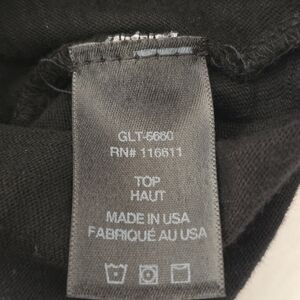 GLT-5660
RN# 116611
TOP
HAUT
MADE IN USA
FABRIQUÉ AU USA